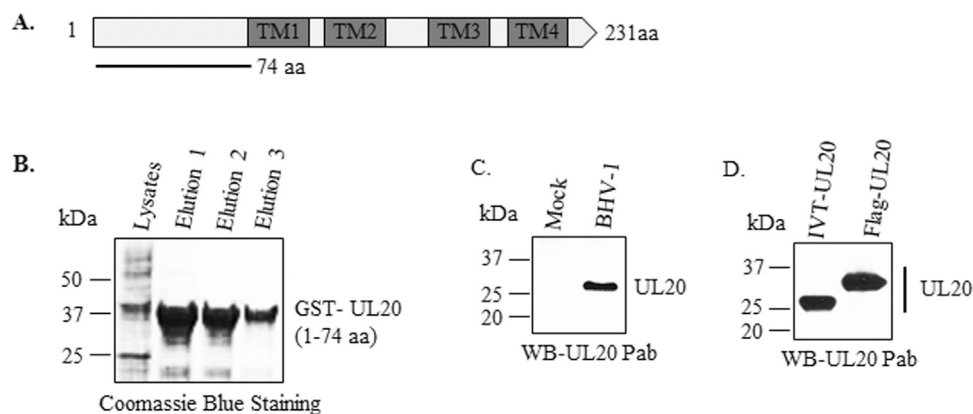 A.
1
TM1 TM2 TM3 TM4
231aa
74 aa
B.
kDa
Lysates
Elution 1
Elution 2
Elution 3
50
37
25
GST- UL20
(1-74 aa)
Coomassie Blue Staining
C.
kDa
Mock
BHV-1
37
25
20
UL20
WB-UL20 Pab
D.
kDa
IVT-UL20
Flag-UL20
37
25
20
UL20
WB-UL20 Pab